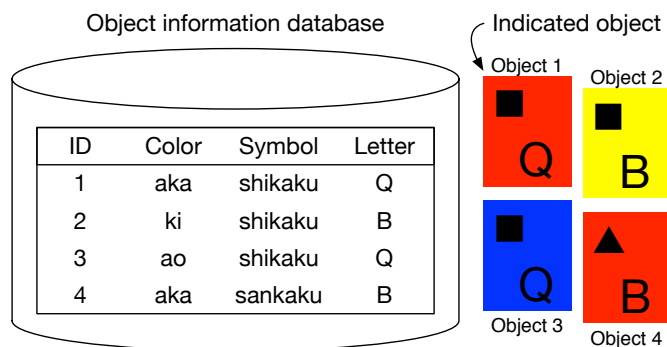 Object information database
ID Color Symbol Letter
1 aka shikaku Q
2 ki shikaku B
3 ao shikaku Q
4 aka sankaku B
Indicated object
Object 1
Q
Object 2
B
Q
Object 3
B
Object 4